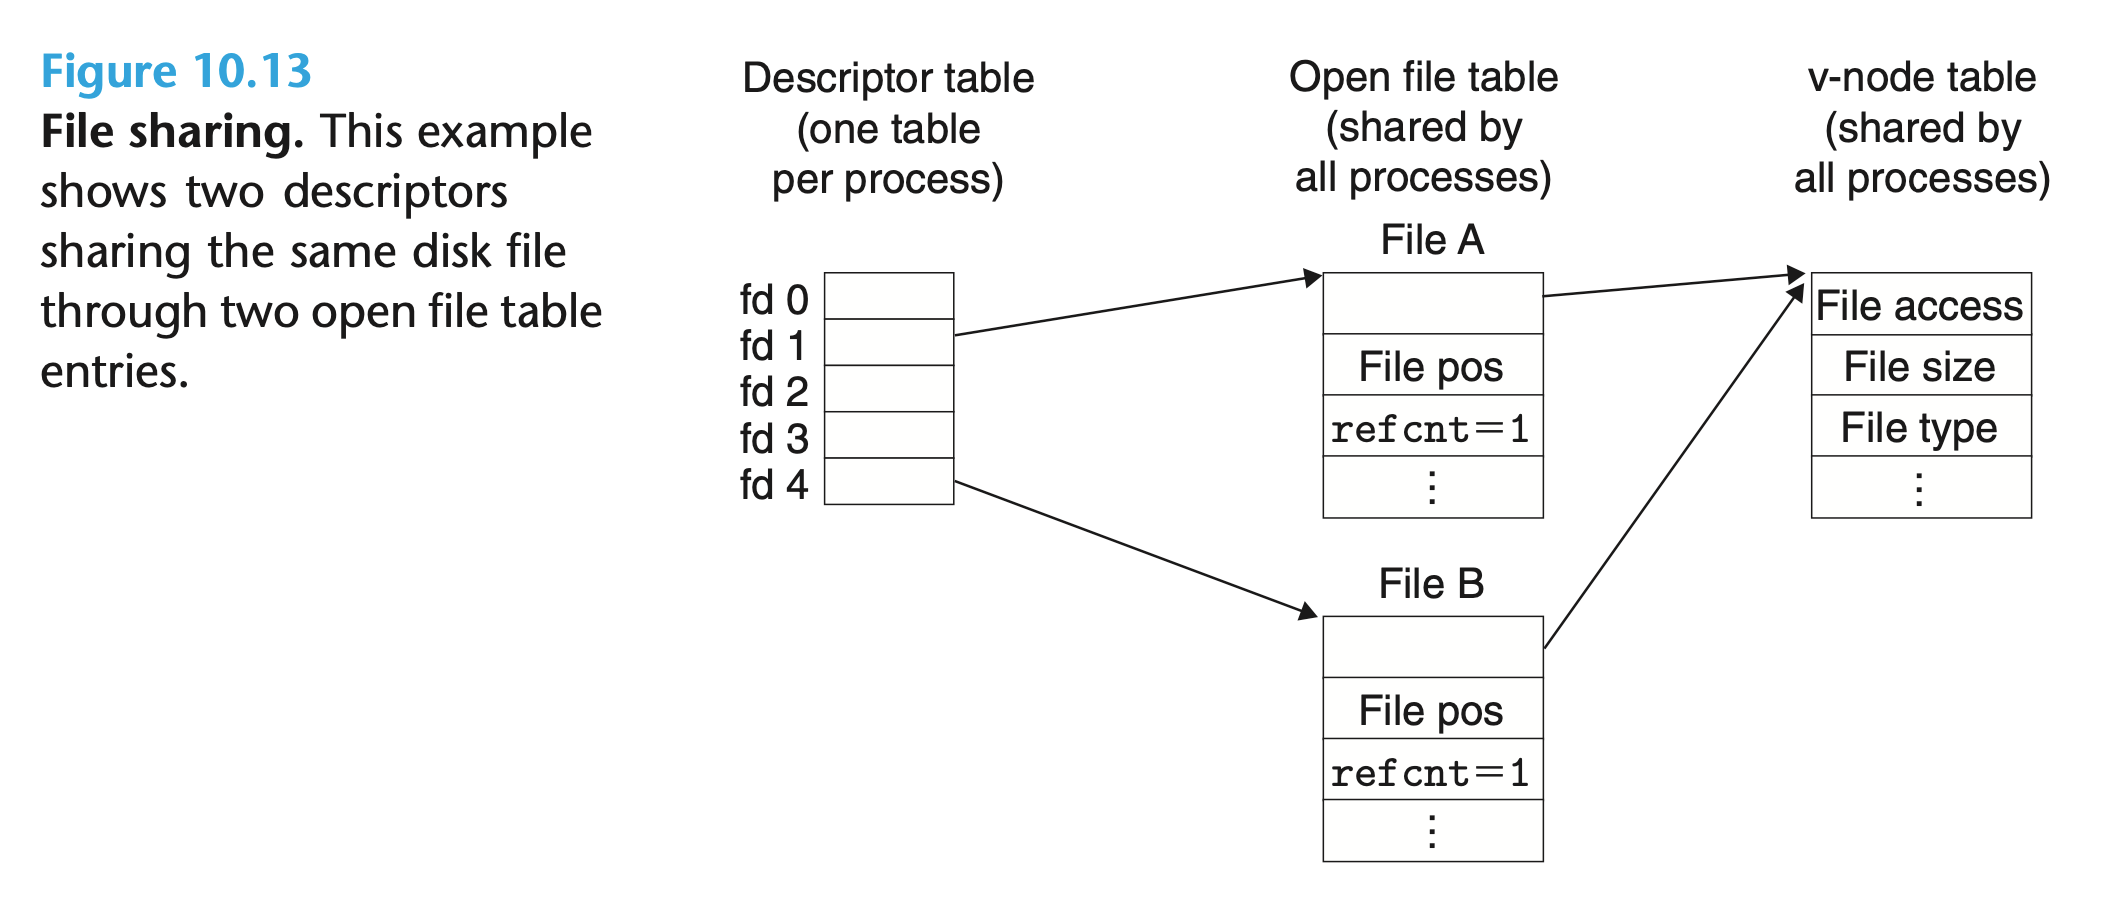 Figure 10.13
File sharing. This example
shows two descriptors
sharing the same disk file
through two open file table
entries.
Descriptor table
(one table
per process)
Open file table
(shared by
all processes)
v-node table
(shared by
all processes)
fd 0
fd 1
fd 2
fd 3
fd 4
File A
File pos
refcnt=1
⋮
File B
File pos
refcnt=1
⋮
File access
File size
File type
⋮